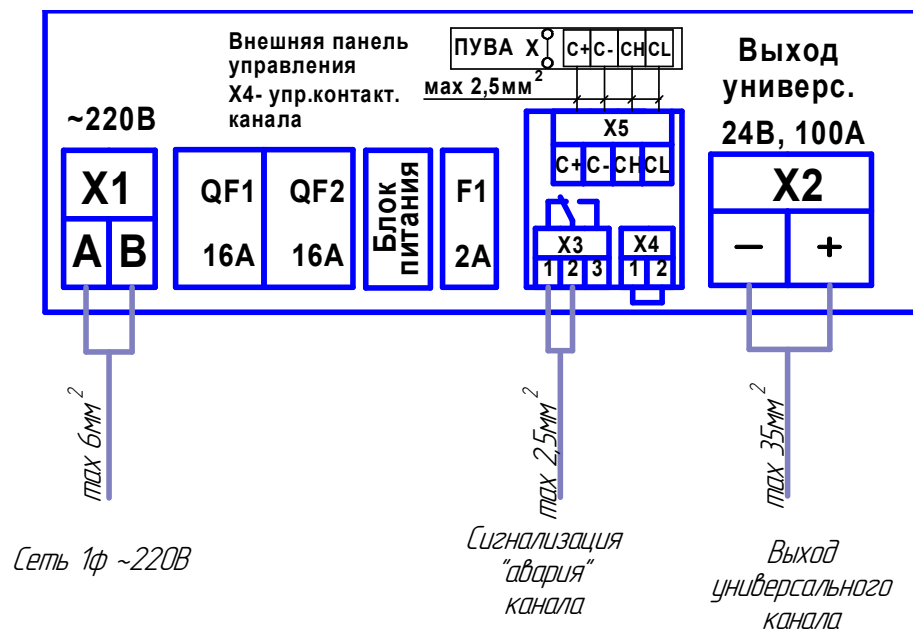 Внешняя панель
управления
X4- упр.контакт.
канала
ПУВА X C+ C- CH CL
мах 2,5мм²
Выход
универс.
24В, 100А
~220В
X1
A B
QF1
16A
QF2
16A
Блок
питания
F1
2A
X5
C+ C- CH CL
X3
1 2 3
X4
1 2
X2
— +
max 6мм²
max 2,5мм²
max 35мм²
Сеть 1ф ~220В
Сигнализация
"авария"
канала
Выход
универсального
канала